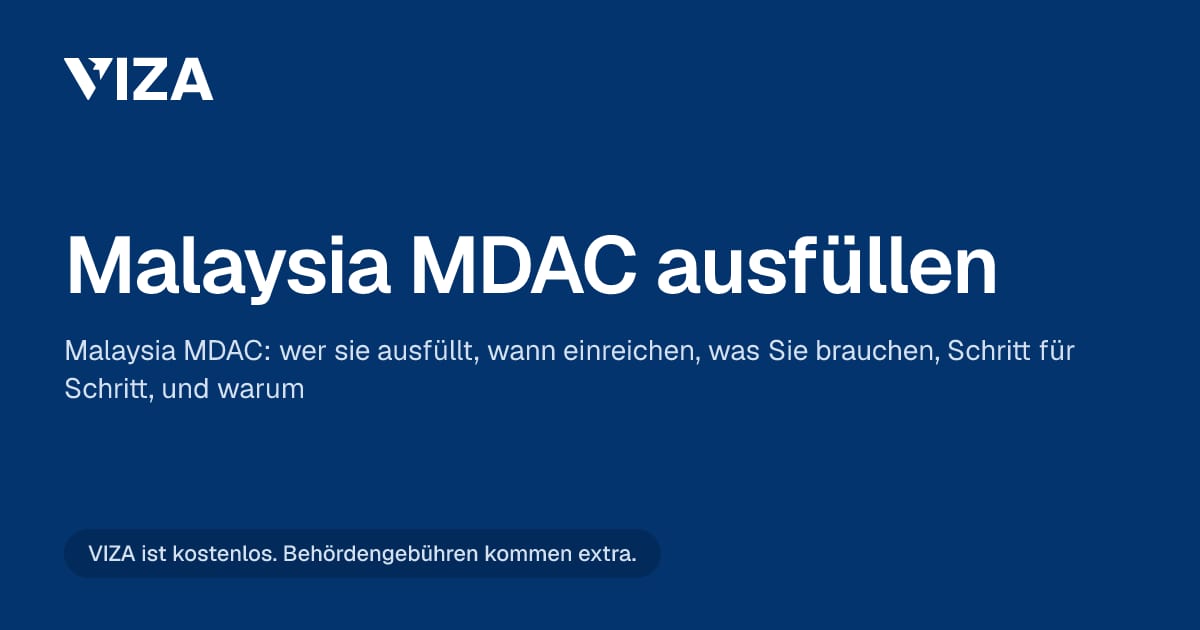 VIZA
Malaysia MDAC ausfüllen
Malaysia MDAC: wer sie ausfüllt, wann einreichen, was Sie brauchen, Schritt für
Schritt, und warum
VIZA ist kostenlos. Behördengebühren kommen extra.